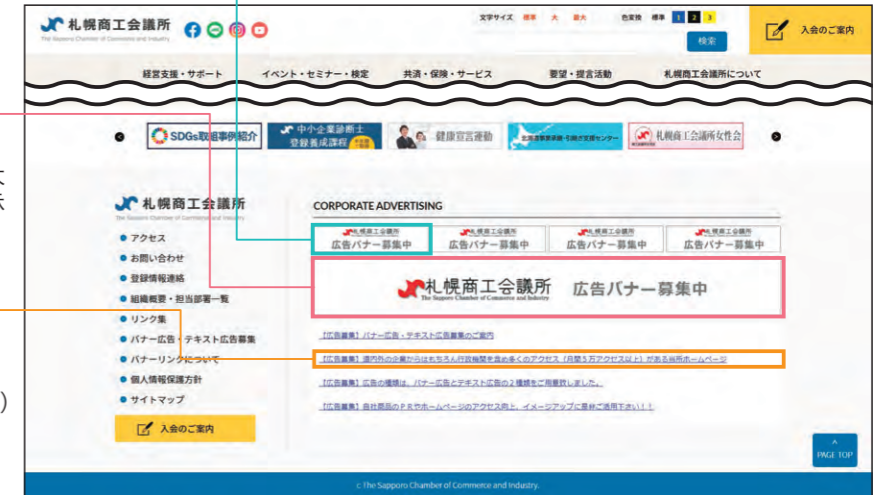 札幌商工会議所
The Sapporo Chamber of Commerce and Industry
文字サイズ 標準 大 最大 色変換 標準 1 2 3
検索
入会のご案内
経営支援・サポート イベント・セミナー・検定 共済・保険・サービス 要望・提言活動 札幌商工会議所について
SDGs取組事例紹介
中小企業診断士
登録養成課程
健康宣言運動
北海道事業承継・引継ぎ支援センター
札幌商工会議所女性会
札幌商工会議所
The Sapporo Chamber of Commerce and Industry
アクセス
お問い合わせ
登録情報連絡
組織概要・担当部署一覧
リンク集
バナー広告・テキスト広告募集
バナーリンクについて
個人情報保護方針
サイトマップ
入会のご案内
CORPORATE ADVERTISING
札幌商工会議所 札幌商工会議所 札幌商工会議所 札幌商工会議所
広告バナー募集中 広告バナー募集中 広告バナー募集中 広告バナー募集中
札幌商工会議所 広告バナー募集中
The Sapporo Chamber of Commerce and Industry
【広告募集】バナー広告・テキスト広告募集のご案内
【広告募集】道内外の企業からはもちろん行政機関を含め多くのアクセス（月間５万アクセス以上）がある当所ホームページ
【広告募集】広告の種類は、バナー広告とテキスト広告の２種類をご用意致しました。
【広告募集】自社商品のＰＲやホームページのアクセス向上、イメージアップに是非ご活用下さい！！
PAGE TOP
c The Sapporo Chamber of Commerce and Industry.